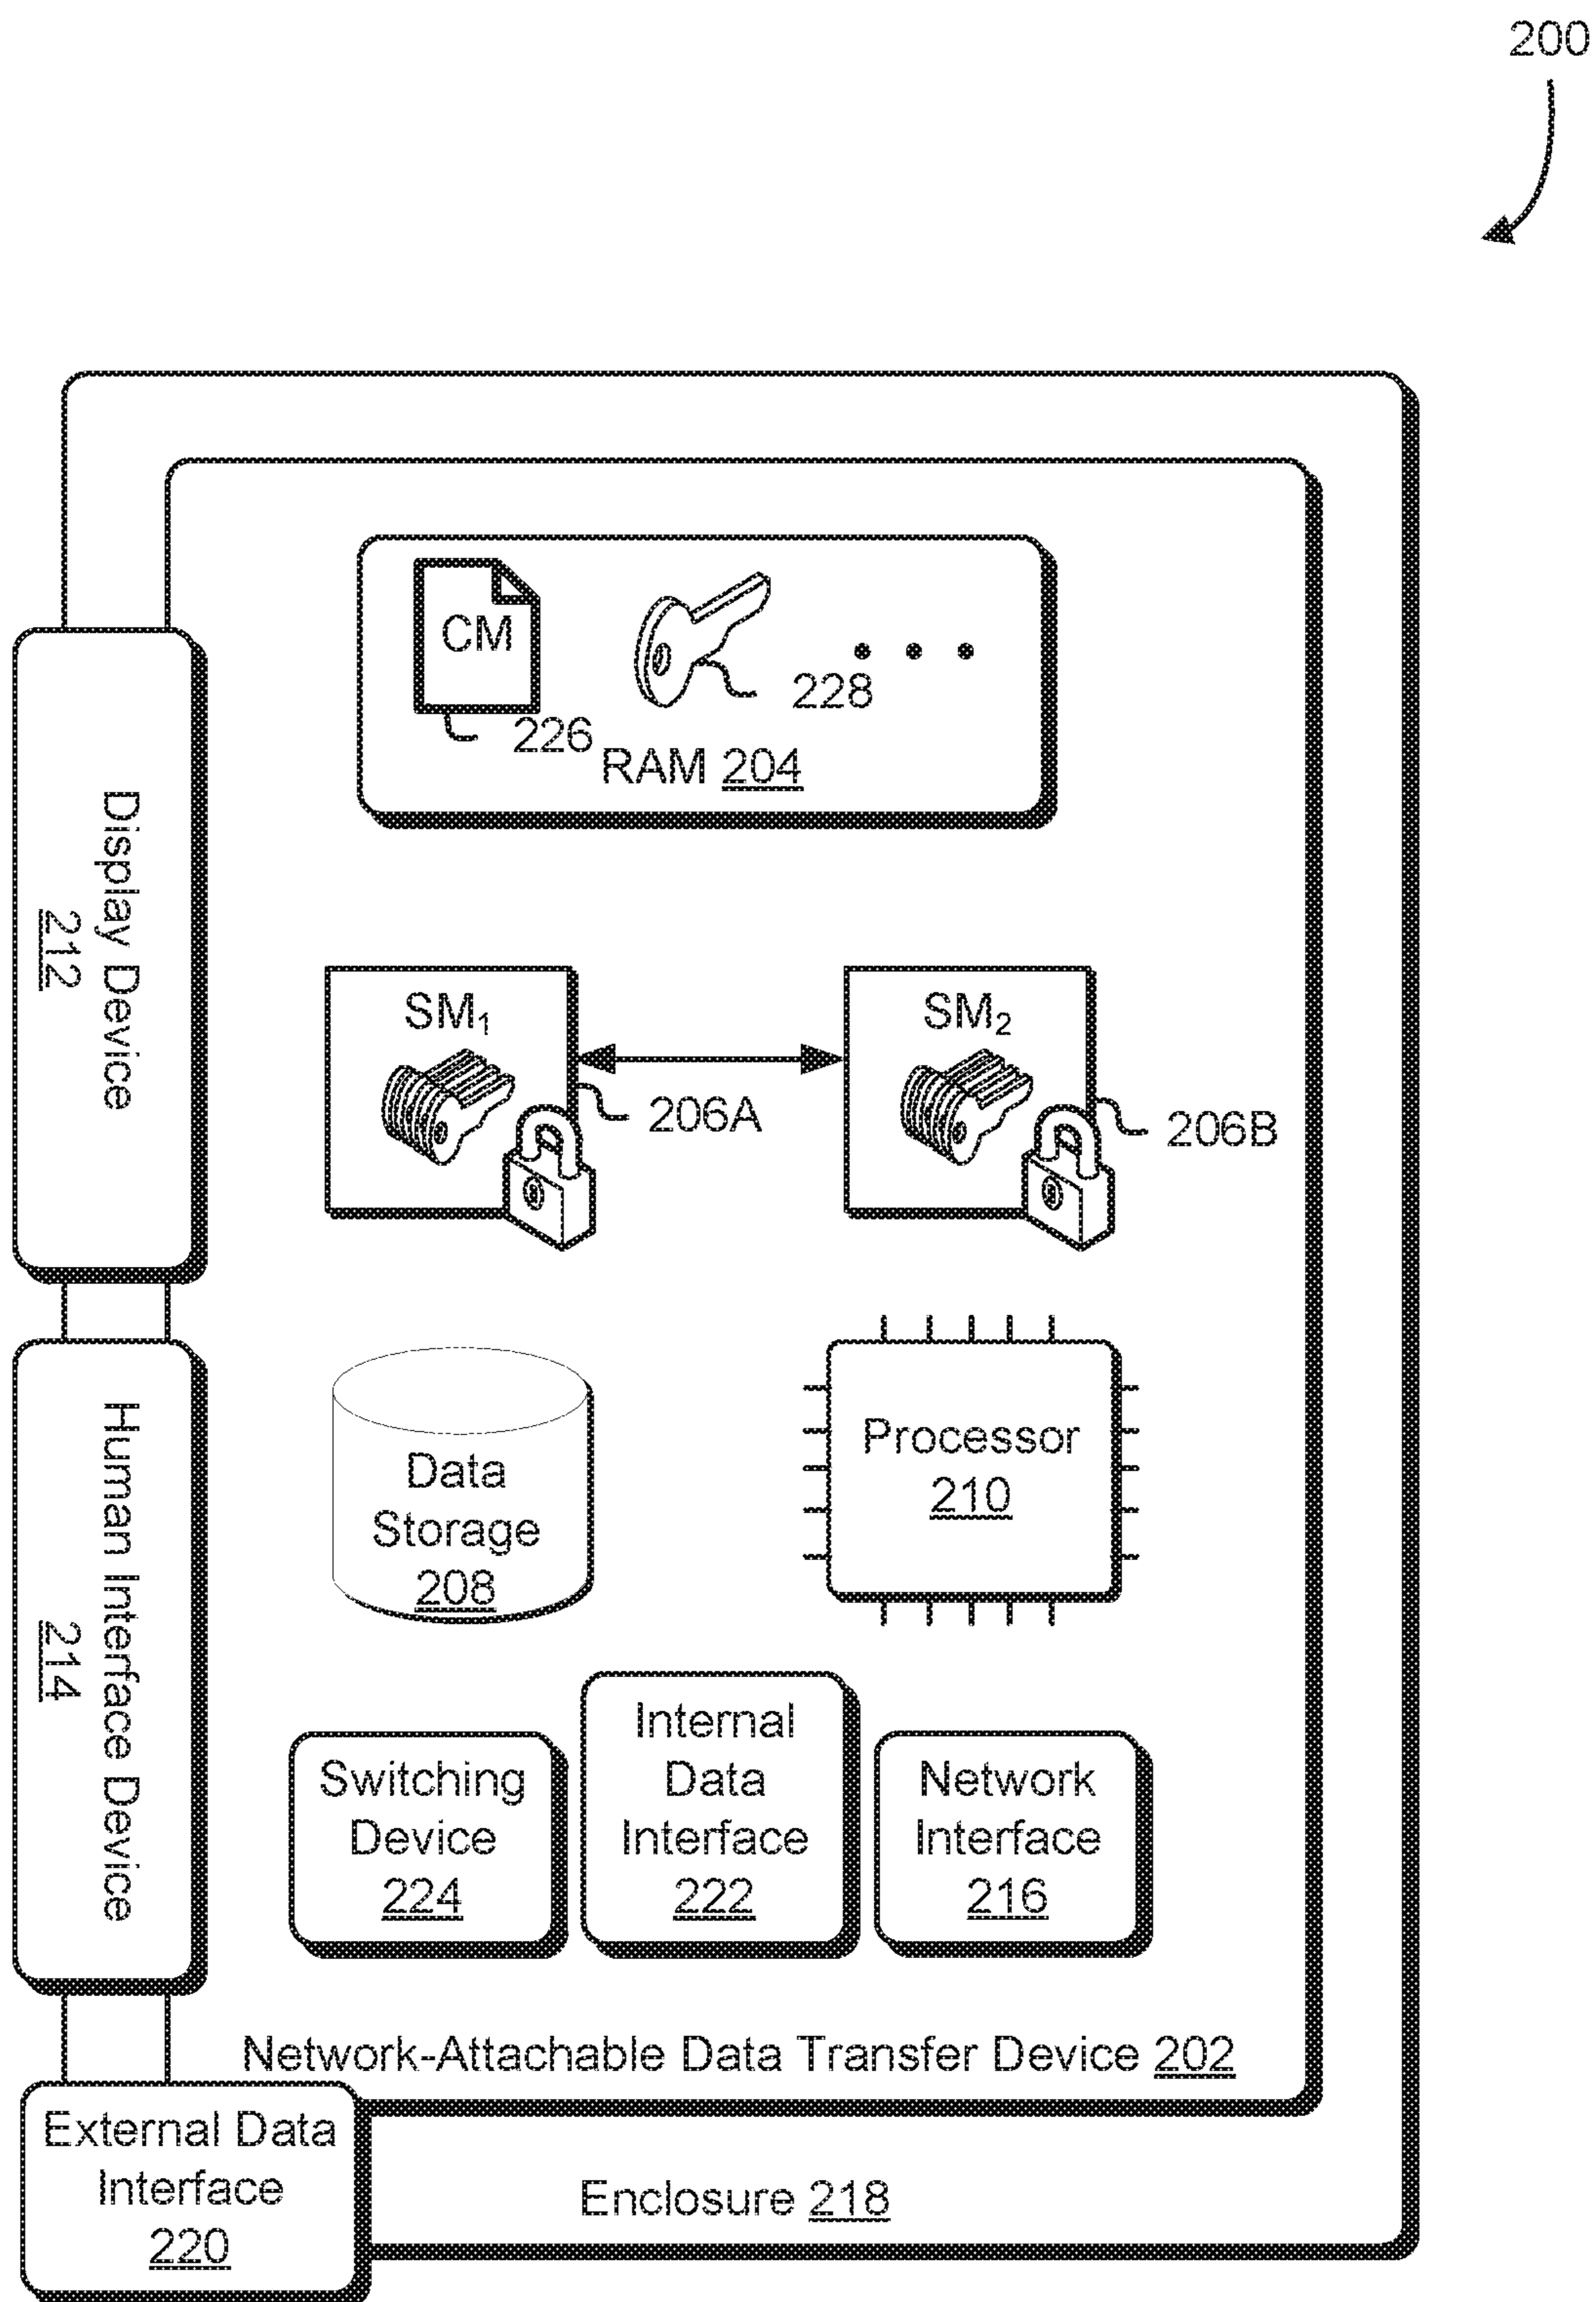 200
CM
226
228
RAM 204
Display Device
212
SM₁
206A
SM₂
206B
Human Interface Device
214
Data
Storage
208
Processor
210
Switching
Device
224
Internal
Data
Interface
222
Network
Interface
216
Network-Attachable Data Transfer Device 202
External Data
Interface
220
Enclosure 218